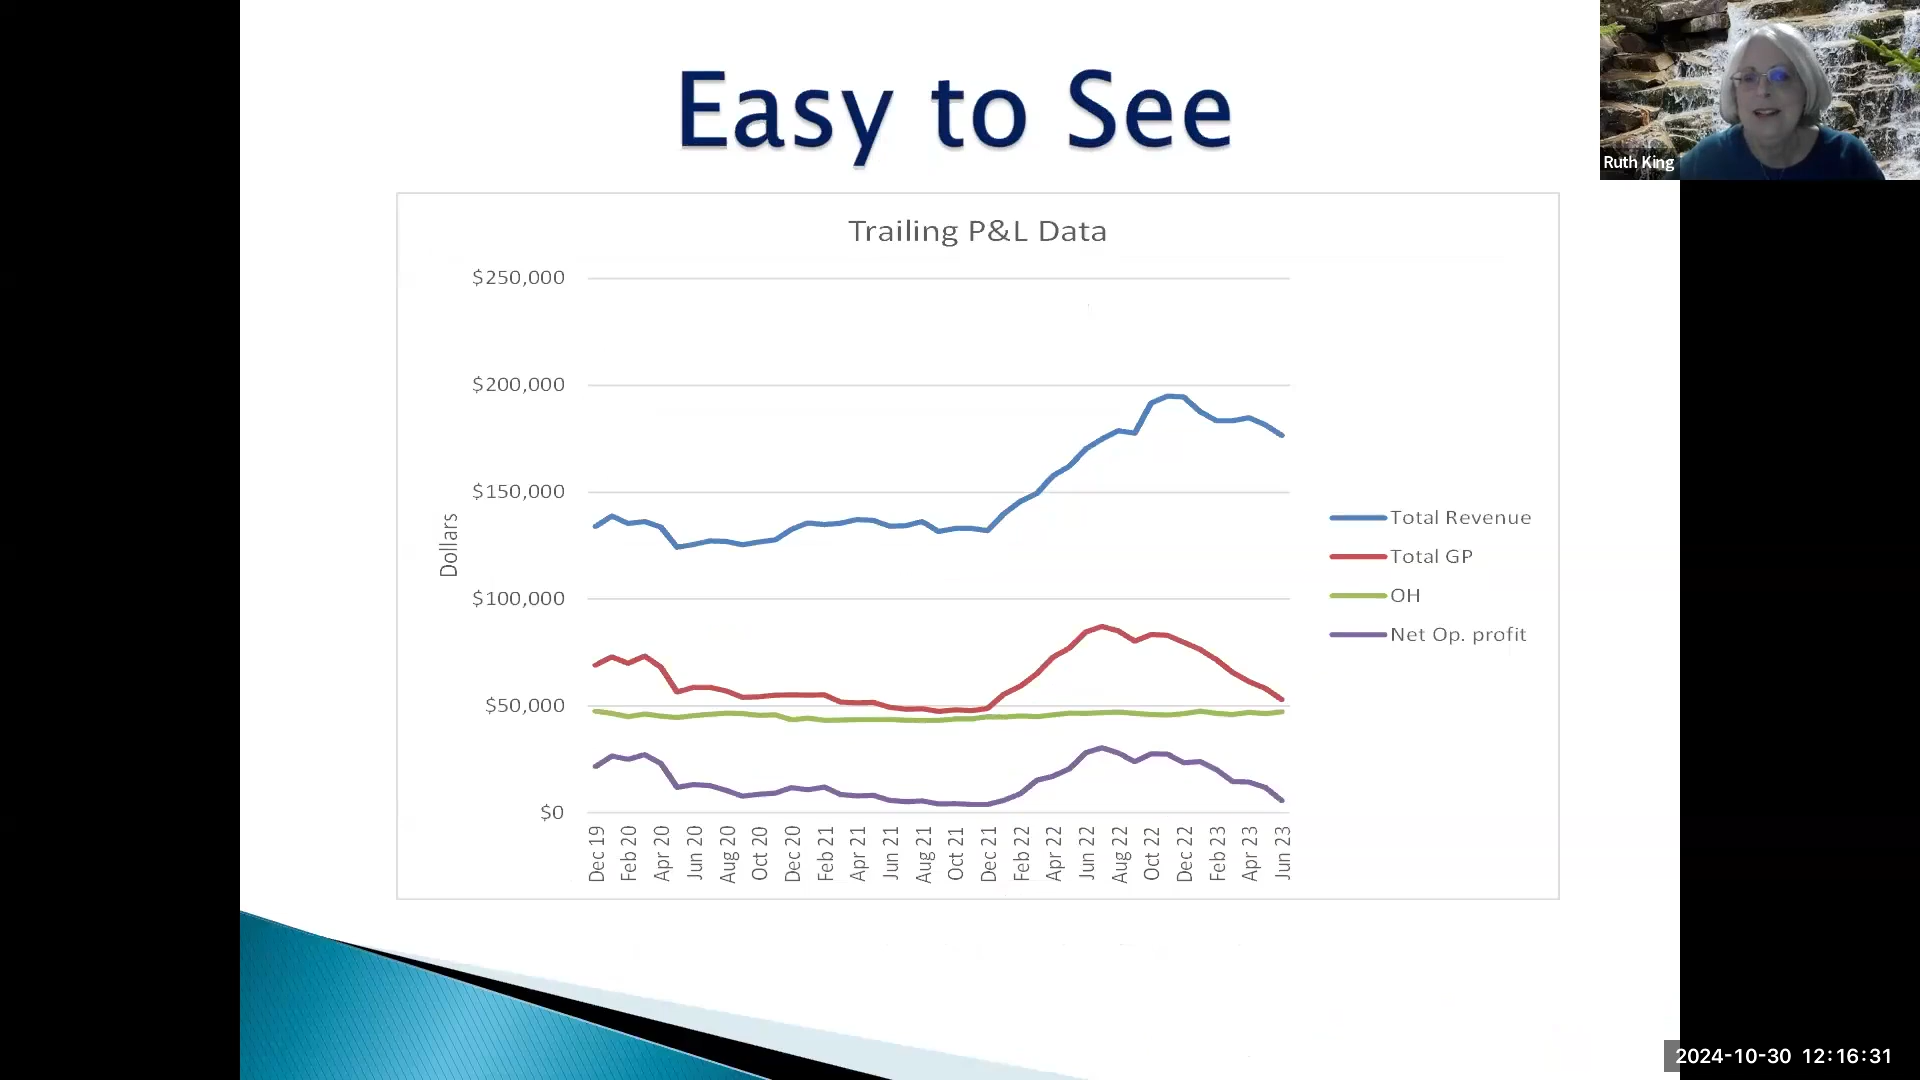 Easy to See
Ruth King
Trailing P&L Data
$250,000
$200,000
$150,000
$100,000
$50,000
$0
Dollars
Total Revenue
Total GP
OH
Net Op. profit
Dec 19
Feb 20
Apr 20
Jun 20
Aug 20
Oct 20
Dec 20
Feb 21
Apr 21
Jun 21
Aug 21
Oct 21
Dec 21
Feb 22
Apr 22
Jun 22
Aug 22
Oct 22
Dec 22
Feb 23
Apr 23
Jun 23
2024-10-30 12:16:31